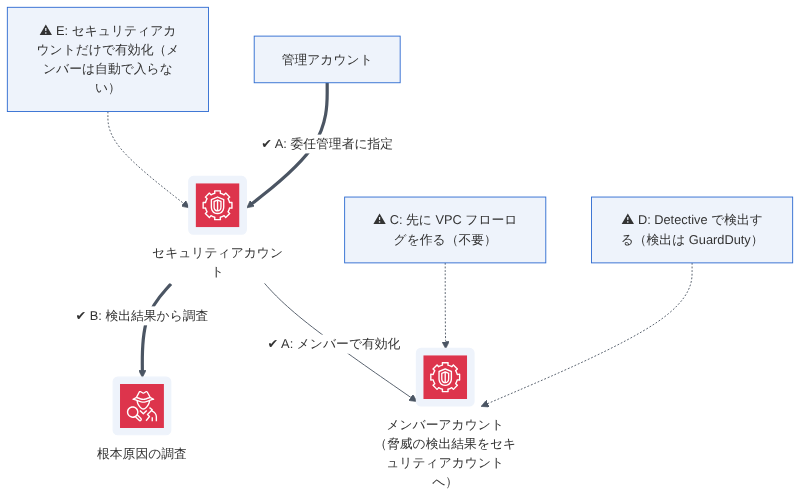 ⚠ E: セキュリティアカ
ウントだけで有効化（メ
ンバーは自動で入らな
い）
管理アカウント
✔ A: 委任管理者に指定
⚠ C: 先に VPC フローロ
グを作る（不要）
⚠ D: Detective で検出す
る（検出は GuardDuty）
セキュリティアカウン
ト
✔ B: 検出結果から調査
✔ A: メンバーで有効化
メンバーアカウント
（脅威の検出結果をセキ
ュリティアカウント
へ）
根本原因の調査